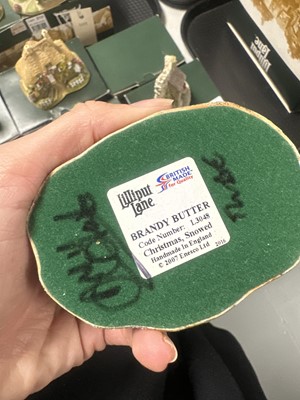 BRITISH
MADE
for Quality
Lilliput
Lane
BRANDY BUTTER
Code Number: L3048
Christmas, Snowed
Handmade In England
© 2007 Enesco Ltd 2016